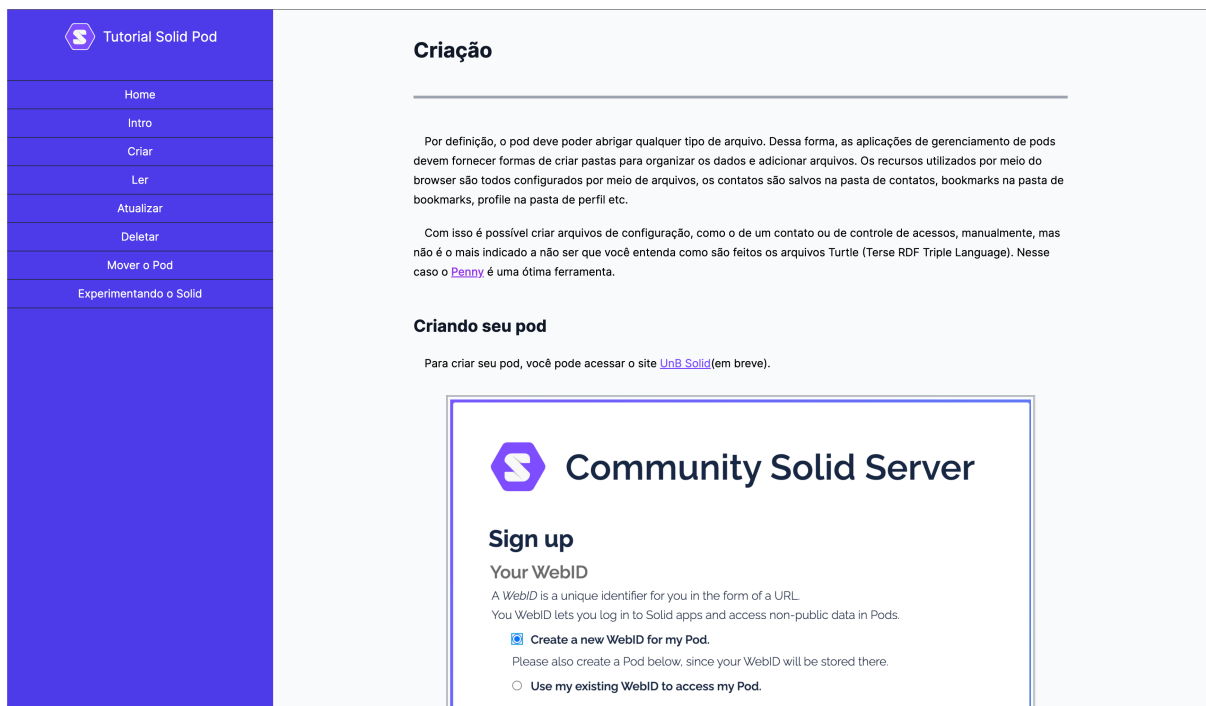 Tutorial Solid Pod
Home
Intro
Criar
Ler
Atualizar
Deletar
Mover o Pod
Experimentando o Solid
Criação
Por definição, o pod deve poder abrigar qualquer tipo de arquivo. Dessa forma, as aplicações de gerenciamento de pods
devem fornecer formas de criar pastas para organizar os dados e adicionar arquivos. Os recursos utilizados por meio do
browser são todos configurados por meio de arquivos, os contatos são salvos na pasta de contatos, bookmarks na pasta de
bookmarks, profile na pasta de perfil etc.
Com isso é possível criar arquivos de configuração, como o de um contato ou de controle de acessos, manualmente, mas
não é o mais indicado a não ser que você entenda como são feitos os arquivos Turtle (Terse RDF Triple Language). Nesse
caso o Penny é uma ótima ferramenta.
Criando seu pod
Para criar seu pod, você pode acessar o site UnB Solid(em breve).
Community Solid Server
Sign up
Your WebID
A WebID is a unique identifier for you in the form of a URL.
You WebID lets you log in to Solid apps and access non-public data in Pods.
Create a new WebID for my Pod.
Please also create a Pod below, since your WebID will be stored there.
Use my existing WebID to access my Pod.